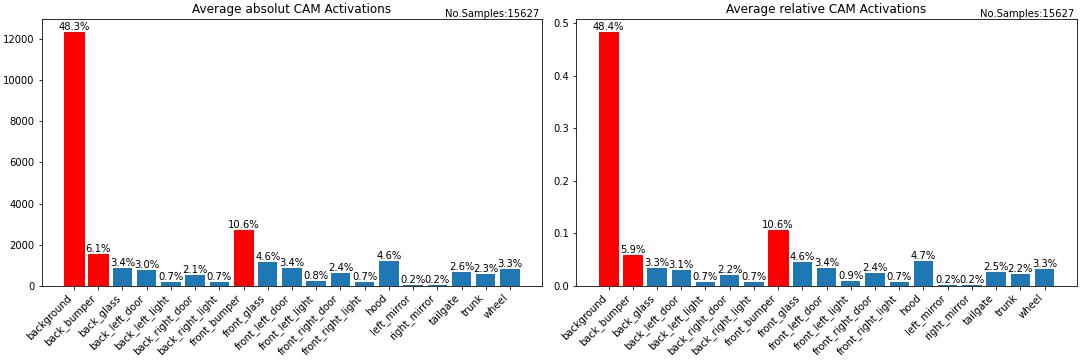 Average absolut CAM Activations
No.Samples:15627
12000
10000
8000
6000
4000
2000
0
48.3%
6.1%
3.4%
3.0%
0.7%
2.1%
0.7%
10.6%
4.6%
3.4%
0.8%
2.4%
0.7%
4.6%
0.2%
0.2%
2.6%
2.3%
3.3%
background
back_bumper
back_glass
back_left_door
back_left_light
back_right_door
back_right_light
front_bumper
front_glass
front_left_door
front_left_light
front_right_door
front_right_light
hood
left_mirror
right_mirror
tailgate
trunk
wheel
Average relative CAM Activations
No.Samples:15627
0.5
0.4
0.3
0.2
0.1
0.0
48.4%
5.9%
3.3%
3.1%
0.7%
2.2%
0.7%
10.6%
4.6%
3.4%
0.9%
2.4%
0.7%
4.7%
0.2%
0.2%
2.5%
2.2%
3.3%
background
back_bumper
back_glass
back_left_door
back_left_light
back_right_door
back_right_light
front_bumper
front_glass
front_left_door
front_left_light
front_right_door
front_right_light
hood
left_mirror
right_mirror
tailgate
trunk
wheel